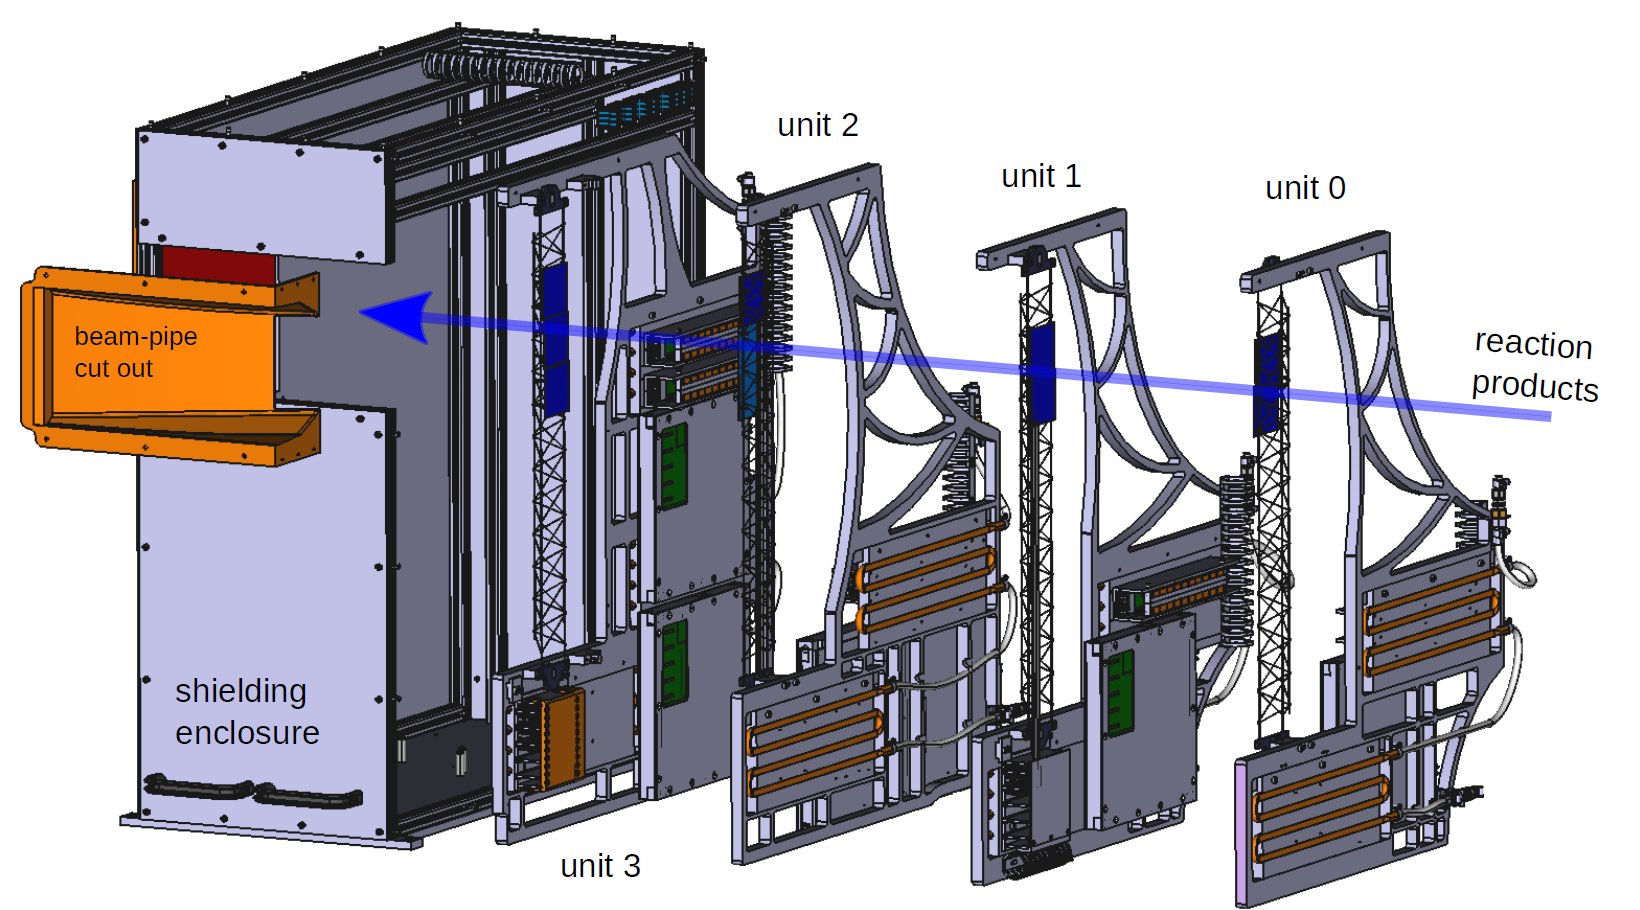 unit 2
unit 1
unit 0
reaction
products
beam-pipe
cut out
shielding
enclosure
unit 3